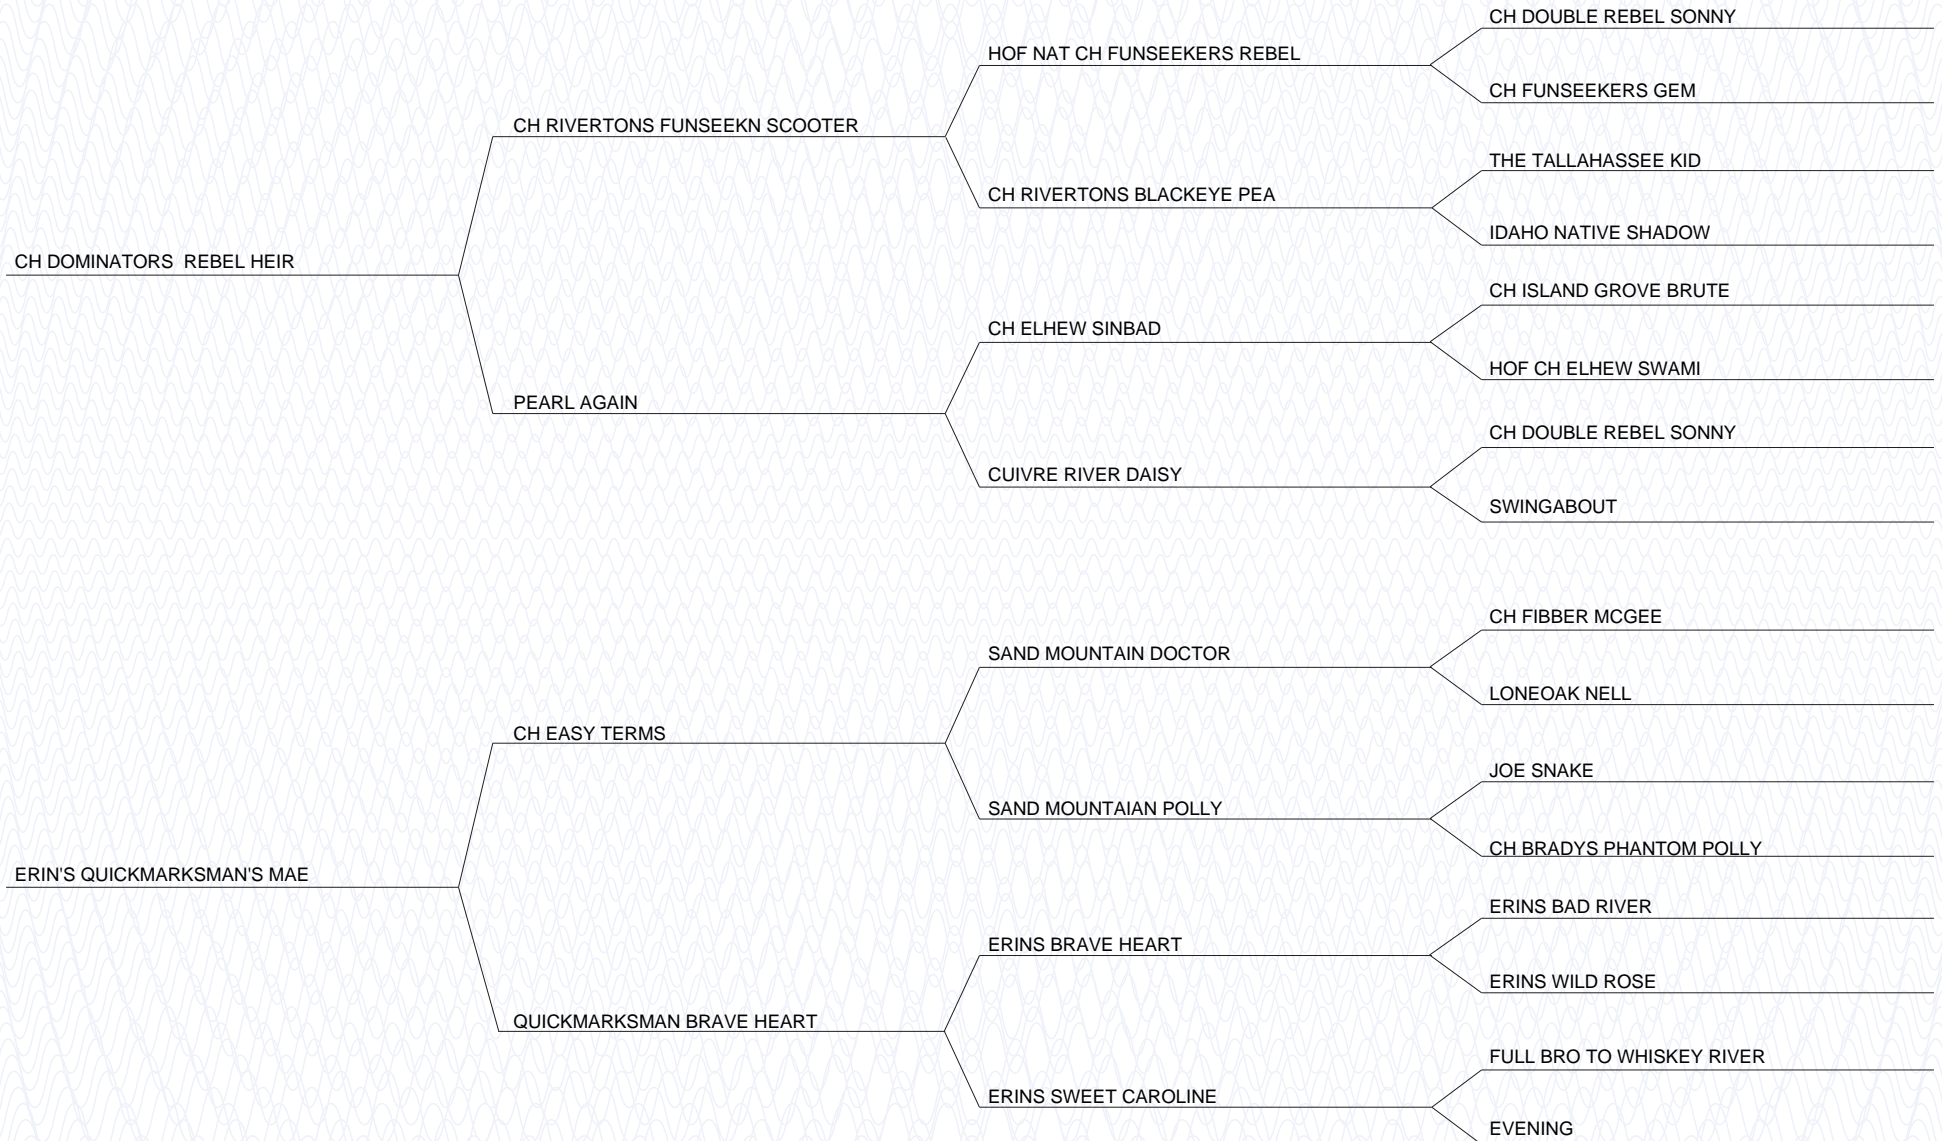 CH DOUBLE REBEL SONNY
HOF NAT CH FUNSEEKERS REBEL
CH FUNSEEKERS GEM
CH RIVERTONS FUNSEEKN SCOOTER
THE TALLAHASSEE KID
CH RIVERTONS BLACKEYE PEA
IDAHO NATIVE SHADOW
CH DOMINATORS  REBEL HEIR
CH ISLAND GROVE BRUTE
CH ELHEW SINBAD
HOF CH ELHEW SWAMI
PEARL AGAIN
CH DOUBLE REBEL SONNY
CUIVRE RIVER DAISY
SWINGABOUT
CH FIBBER MCGEE
SAND MOUNTAIN DOCTOR
LONEOAK NELL
CH EASY TERMS
JOE SNAKE
SAND MOUNTAIAN POLLY
CH BRADYS PHANTOM POLLY
ERIN'S QUICKMARKSMAN'S MAE
ERINS BAD RIVER
ERINS BRAVE HEART
ERINS WILD ROSE
QUICKMARKSMAN BRAVE HEART
FULL BRO TO WHISKEY RIVER
ERINS SWEET CAROLINE
EVENING